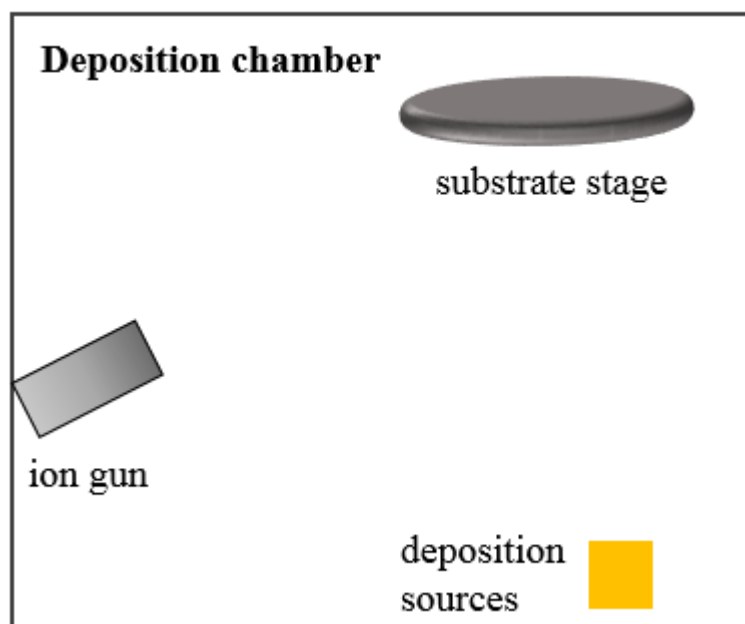 Deposition chamber
substrate stage
ion gun
deposition
sources